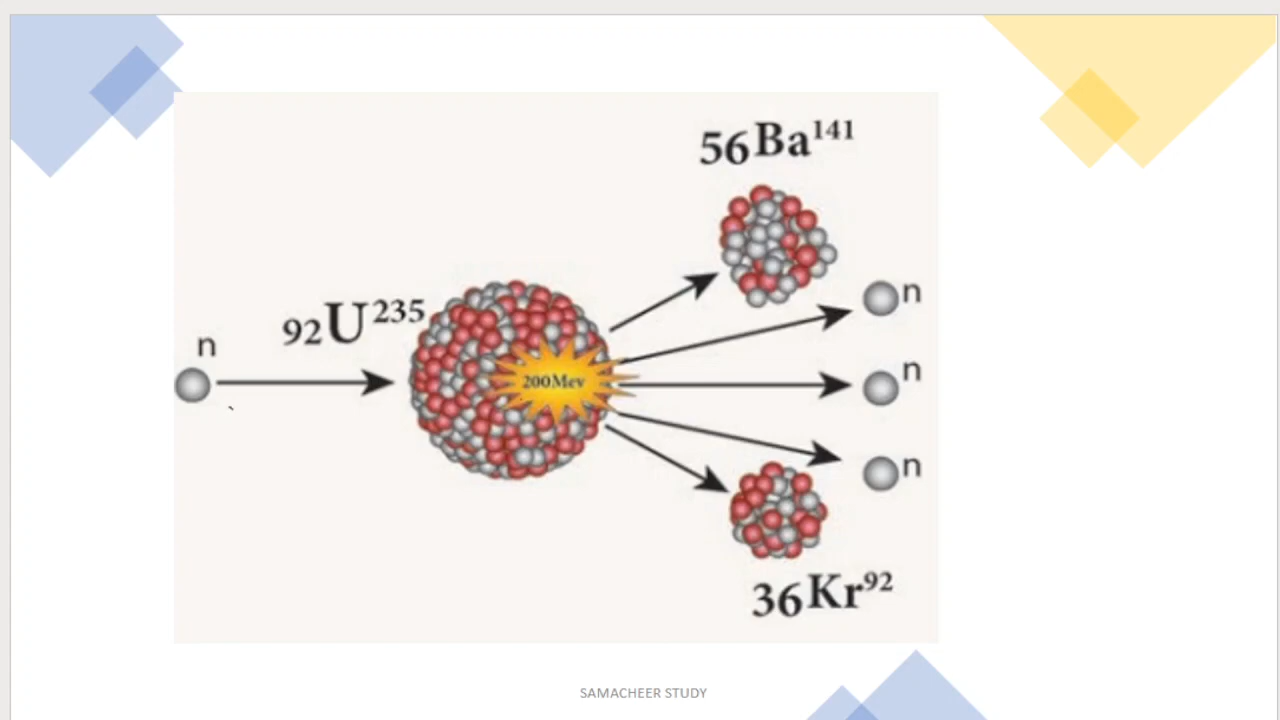 56Ba141
92U235
n
n
200Mev
n
n
36Kr92
SAMACHEER STUDY